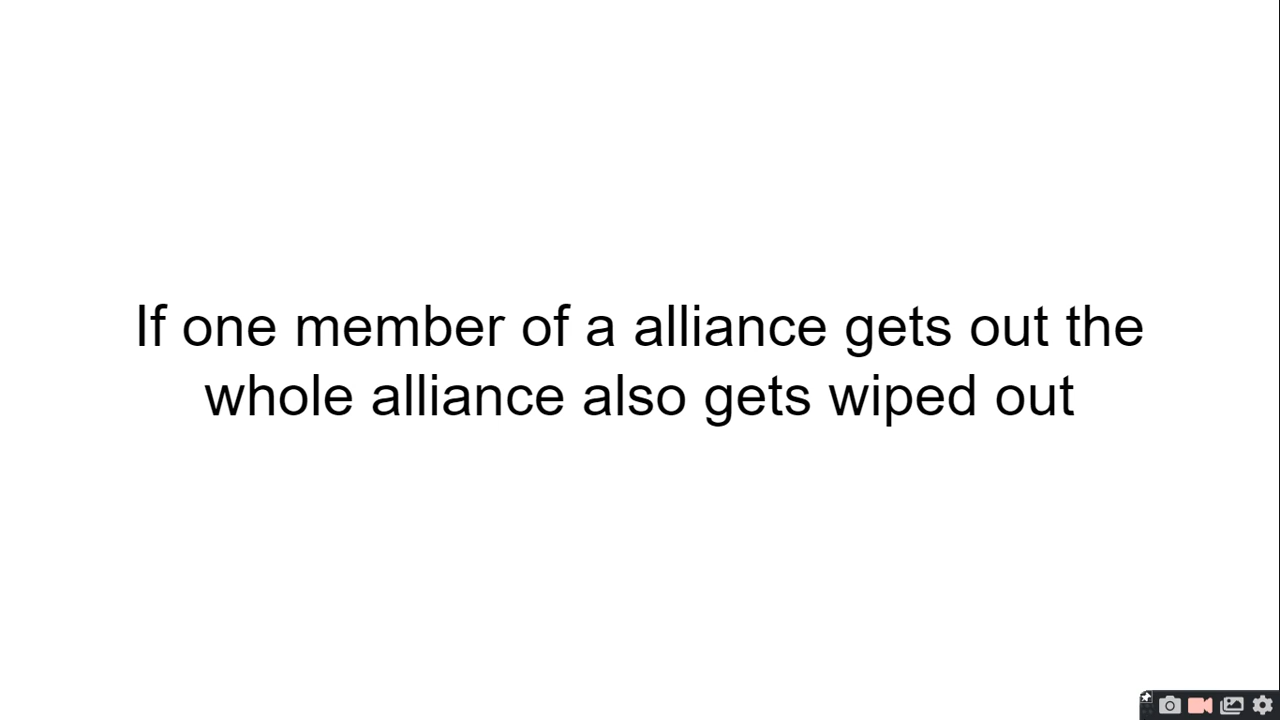 If one member of a alliance gets out the
whole alliance also gets wiped out